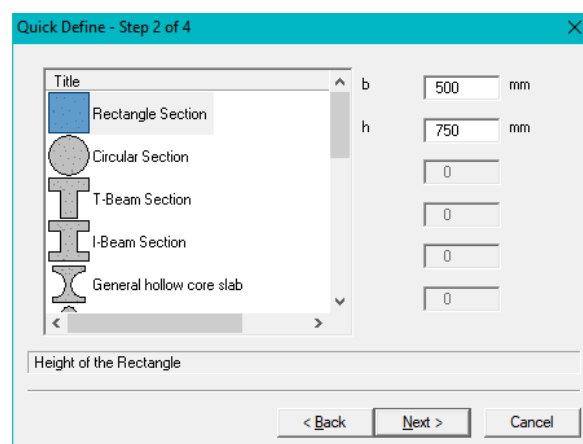 Quick Define - Step 2 of 4
Title
Rectangle Section
Circular Section
T-Beam Section
I-Beam Section
General hollow core slab
b 500 mm
h 750 mm
0
0
0
0
Height of the Rectangle
< Back Next > Cancel